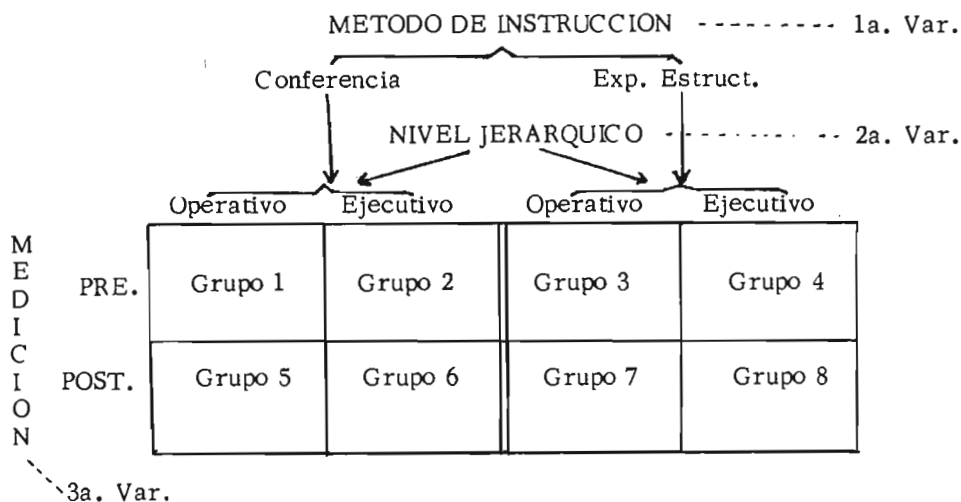 METODO DE INSTRUCCION --------- 1a. Var.
Conferencia Exp. Estruct.
NIVEL JERARQUICO --------- 2a. Var.
Operativo Ejecutivo Operativo Ejecutivo
MEDICION
PRE. Grupo 1 Grupo 2 Grupo 3 Grupo 4
POST. Grupo 5 Grupo 6 Grupo 7 Grupo 8
3a. Var.